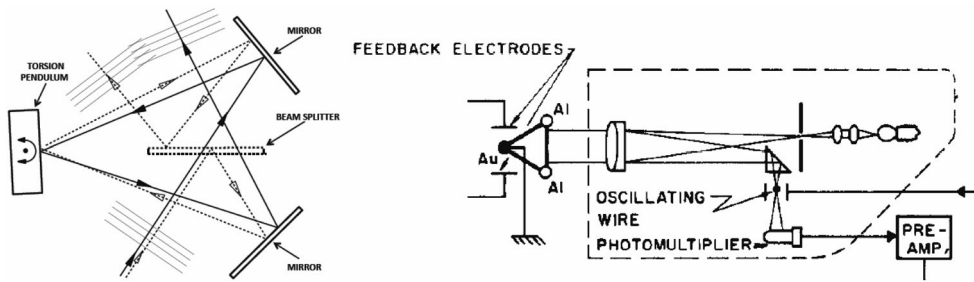 MIRROR
TORSION
PENDULUM
BEAM SPLITTER
MIRROR
FEEDBACK ELECTRODES
Al
Au
Al
OSCILLATING
WIRE
PHOTOMULTIPLIER
PRE-
AMP.